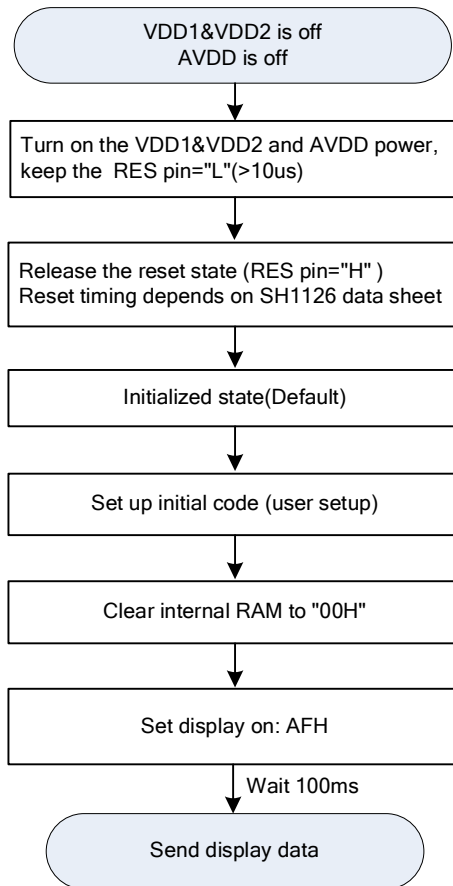 VDD1&VDD2 is off
AVDD is off
Turn on the VDD1&VDD2 and AVDD power,
keep the RES pin="L"(>10us)
Release the reset state (RES pin="H" )
Reset timing depends on SH1126 data sheet
Initialized state(Default)
Set up initial code (user setup)
Clear internal RAM to "00H"
Set display on: AFH
Wait 100ms
Send display data